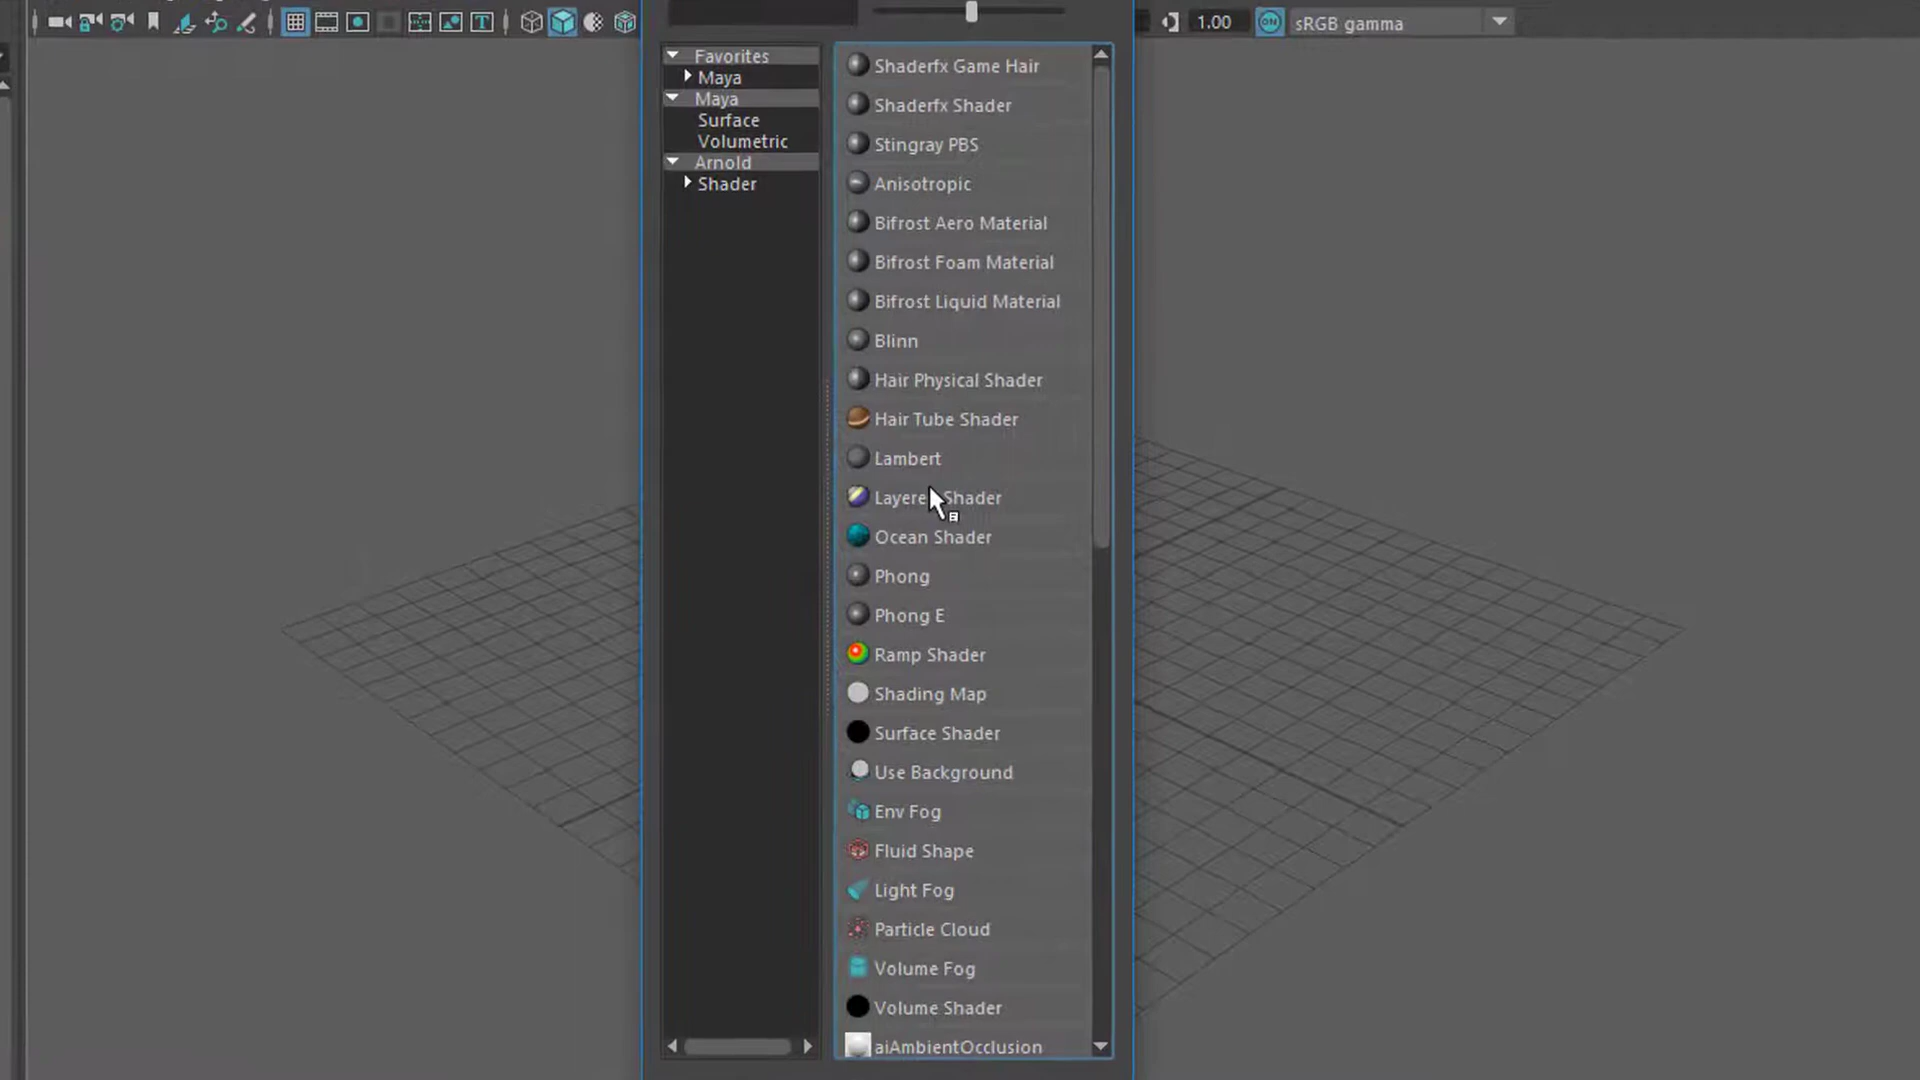 1.00
ON
sRGB gamma
Favorites
Maya
Maya
Surface
Volumetric
Arnold
Shader
Shaderfx Game Hair
Shaderfx Shader
Stingray PBS
Anisotropic
Bifrost Aero Material
Bifrost Foam Material
Bifrost Liquid Material
Blinn
Hair Physical Shader
Hair Tube Shader
Lambert
Layered Shader
Ocean Shader
Phong
Phong E
Ramp Shader
Shading Map
Surface Shader
Use Background
Env Fog
Fluid Shape
Light Fog
Particle Cloud
Volume Fog
Volume Shader
aiAmbientOcclusion